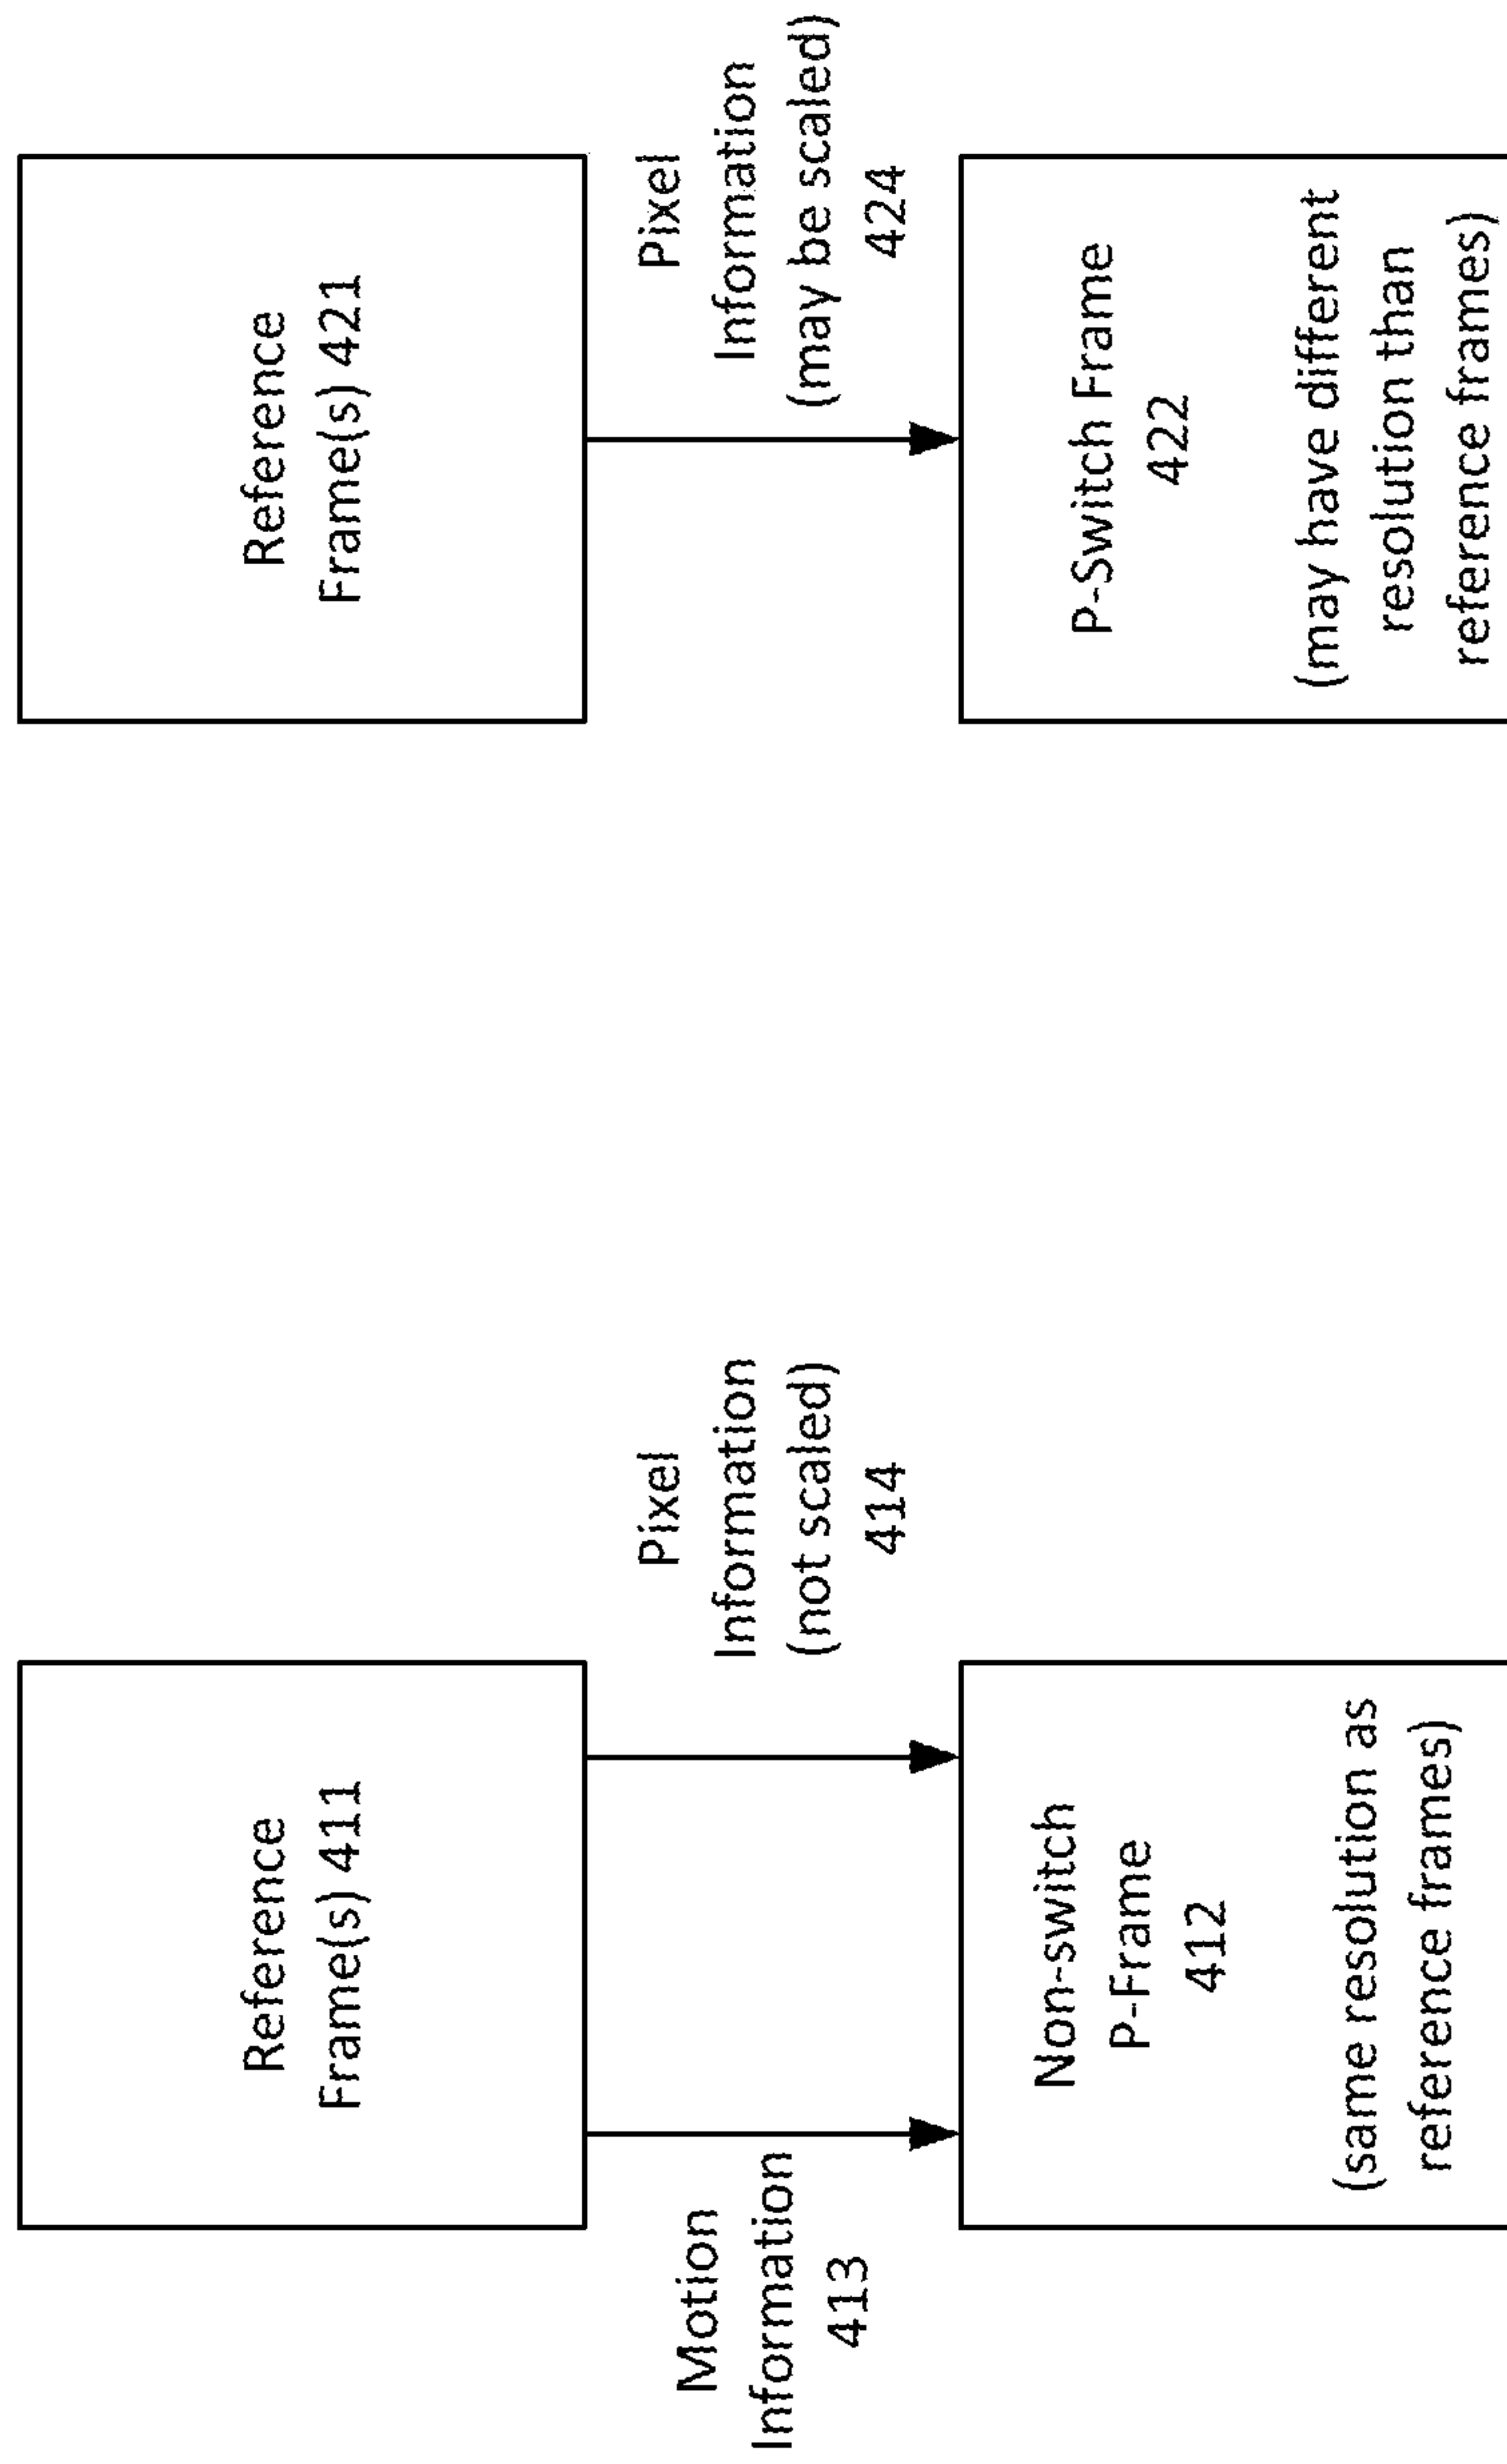 Reference
Frame(s) 411
Motion
Information
413
Pixel
Information
(not scaled)
414
Non-switch
P-Frame
412
(same resolution as
reference frames)
Reference
Frame(s) 421
Pixel
Information
(may be scaled)
424
P-Switch Frame
422
(may have different
resolution than
reference frames)